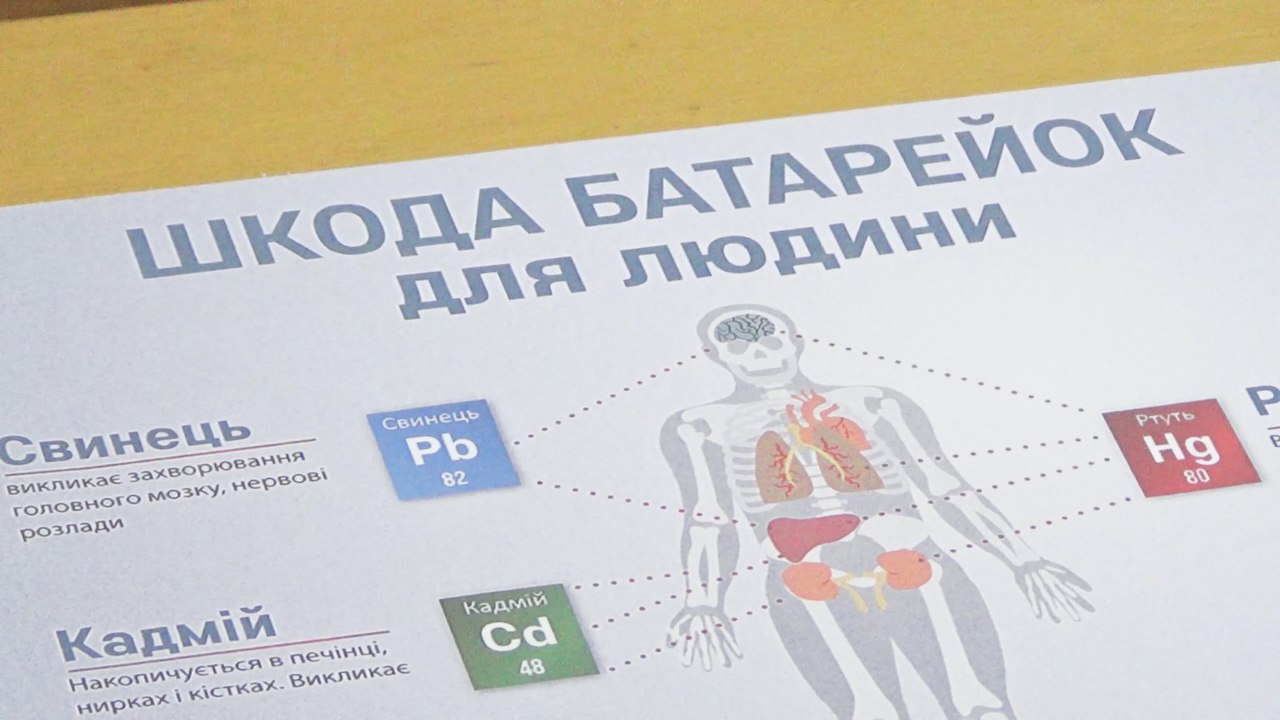 ШКОДА БАТАРЕЙОК
ДЛЯ ЛЮДИНИ
Свинець
викликає захворювання
головного мозку, нервові
розлади
Свинець
Pb
82
Ртуть
Hg
80
Кадмій
Накопичується в печінці,
нирках і кістках. Викликає
Кадмій
Cd
48